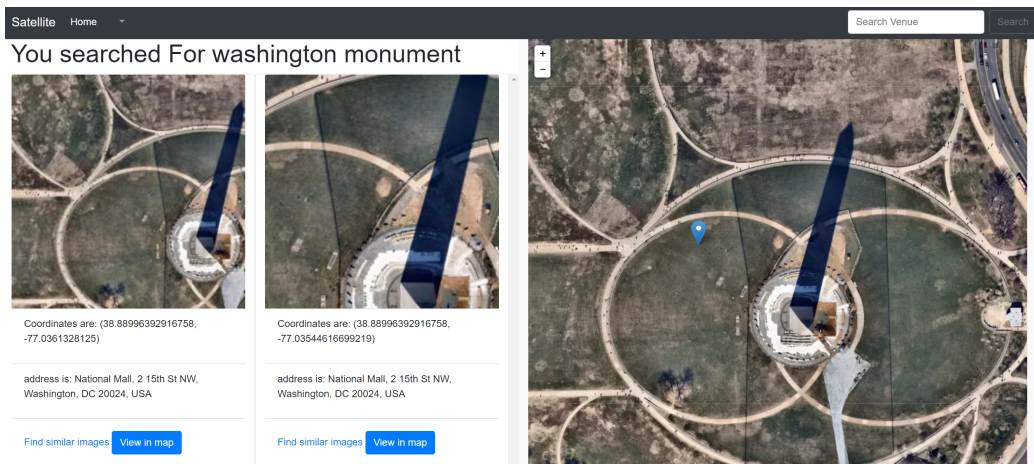 Satellite Home
Search Venue
Search
You searched For washington monument
+
−
Coordinates are: (38.88996392916758,
-77.0361328125)
address is: National Mall, 2 15th St NW,
Washington, DC 20024, USA
Find similar images View in map
Coordinates are: (38.88996392916758,
-77.03544616699219)
address is: National Mall, 2 15th St NW,
Washington, DC 20024, USA
Find similar images View in map